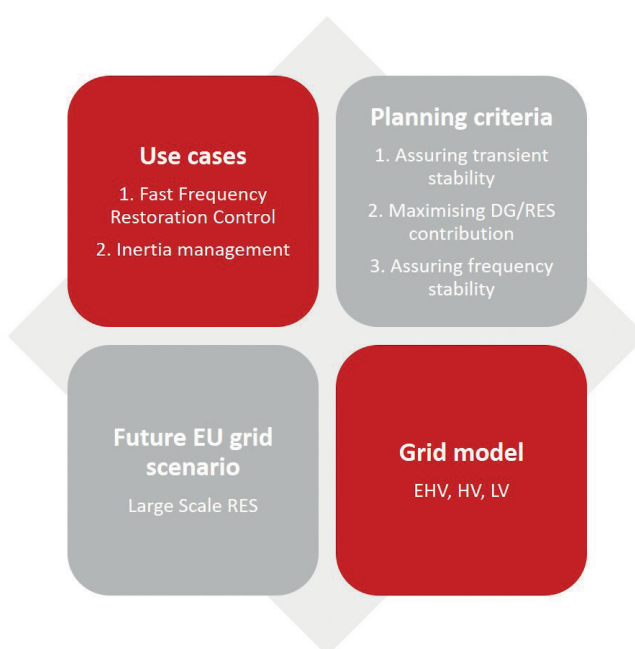 Use cases
1. Fast Frequency
Restoration Control
2. Inertia management
Planning criteria
1. Assuring transient
stability
2. Maximising DG/RES
contribution
3. Assuring frequency
stability
Future EU grid
scenario
Large Scale RES
Grid model
EHV, HV, LV